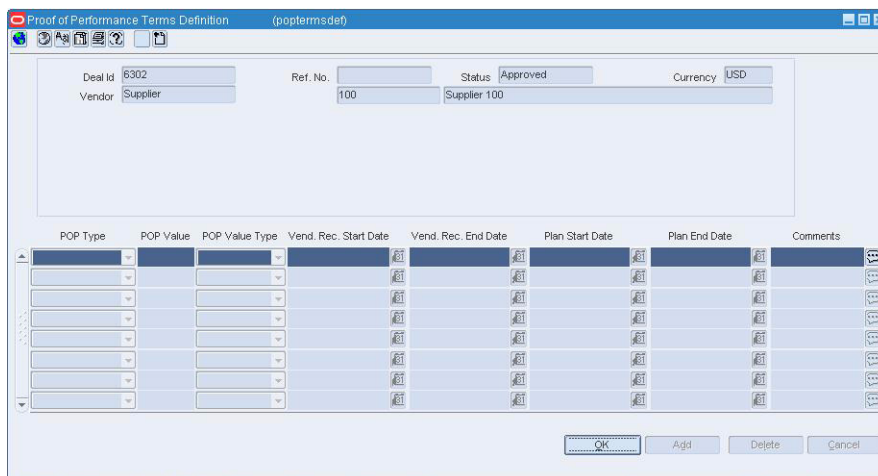 Proof of Performance Terms Definition (poptermsdef)
Deal Id 6302 Ref. No. Status Approved Currency USD
Vendor Supplier 100 Supplier 100
POP Type POP Value POP Value Type Vend. Rec. Start Date Vend. Rec. End Date Plan Start Date Plan End Date Comments
OK Add Delete Cancel